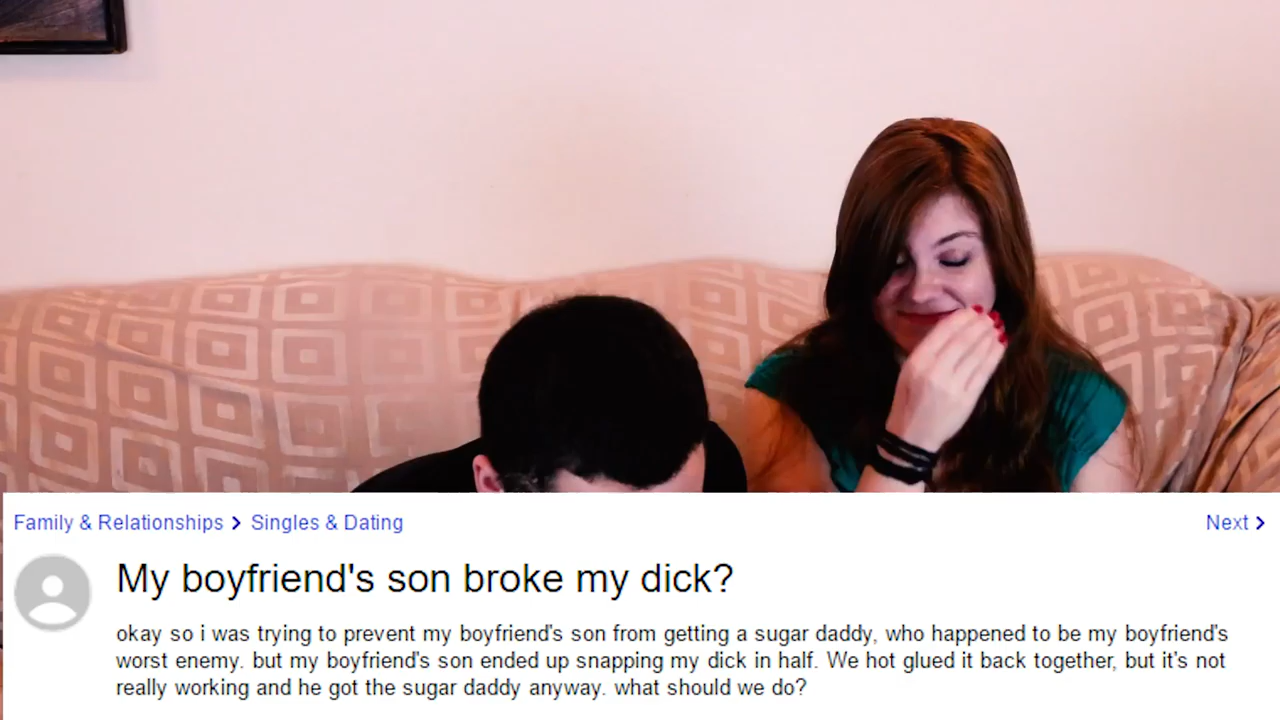 Family & Relationships > Singles & Dating Next >
My boyfriend's son broke my dick?
okay so i was trying to prevent my boyfriend's son from getting a sugar daddy, who happened to be my boyfriend's
worst enemy. but my boyfriend's son ended up snapping my dick in half. We hot glued it back together, but it's not
really working and he got the sugar daddy anyway. what should we do?